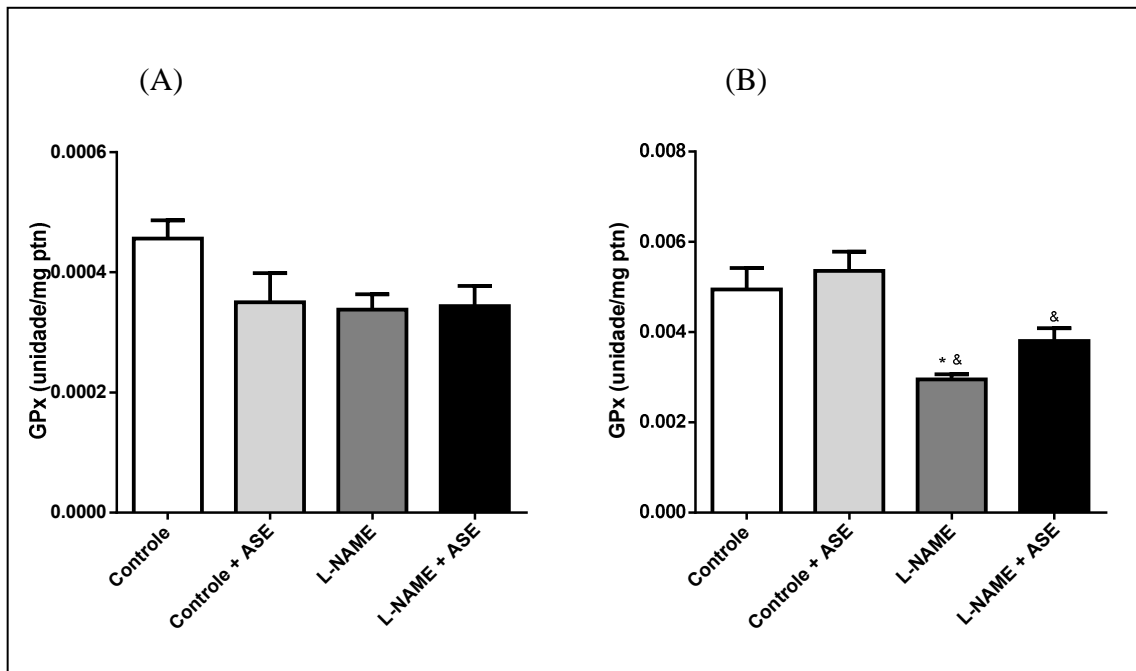 (A)
GPx (unidade/mg ptn)
0.0006
0.0004
0.0002
0.0000
Controle
Controle + ASE
L-NAME
L-NAME + ASE
(B)
GPx (unidade/mg ptn)
0.008
0.006
0.004
0.002
0.000
* &
&
Controle
Controle + ASE
L-NAME
L-NAME + ASE